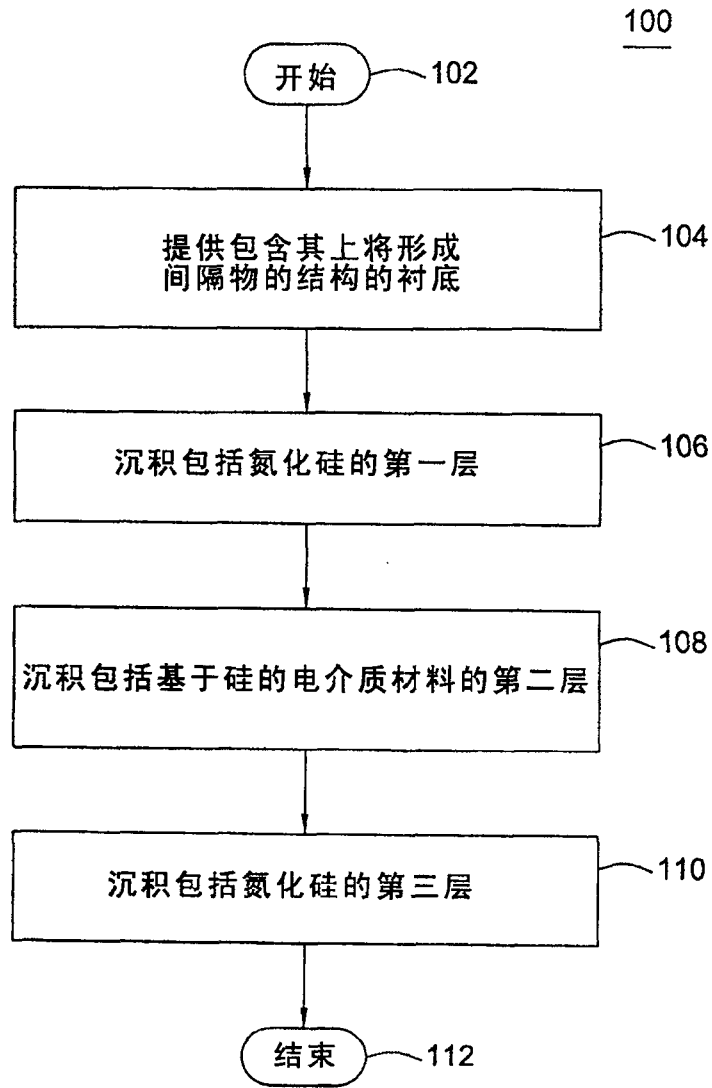 100
开始
102
提供包含其上将形成
间隔物的结构的衬底
104
沉积包括氮化硅的第一层
106
沉积包括基于硅的电介质材料的第二层
108
沉积包括氮化硅的第三层
110
结束
112